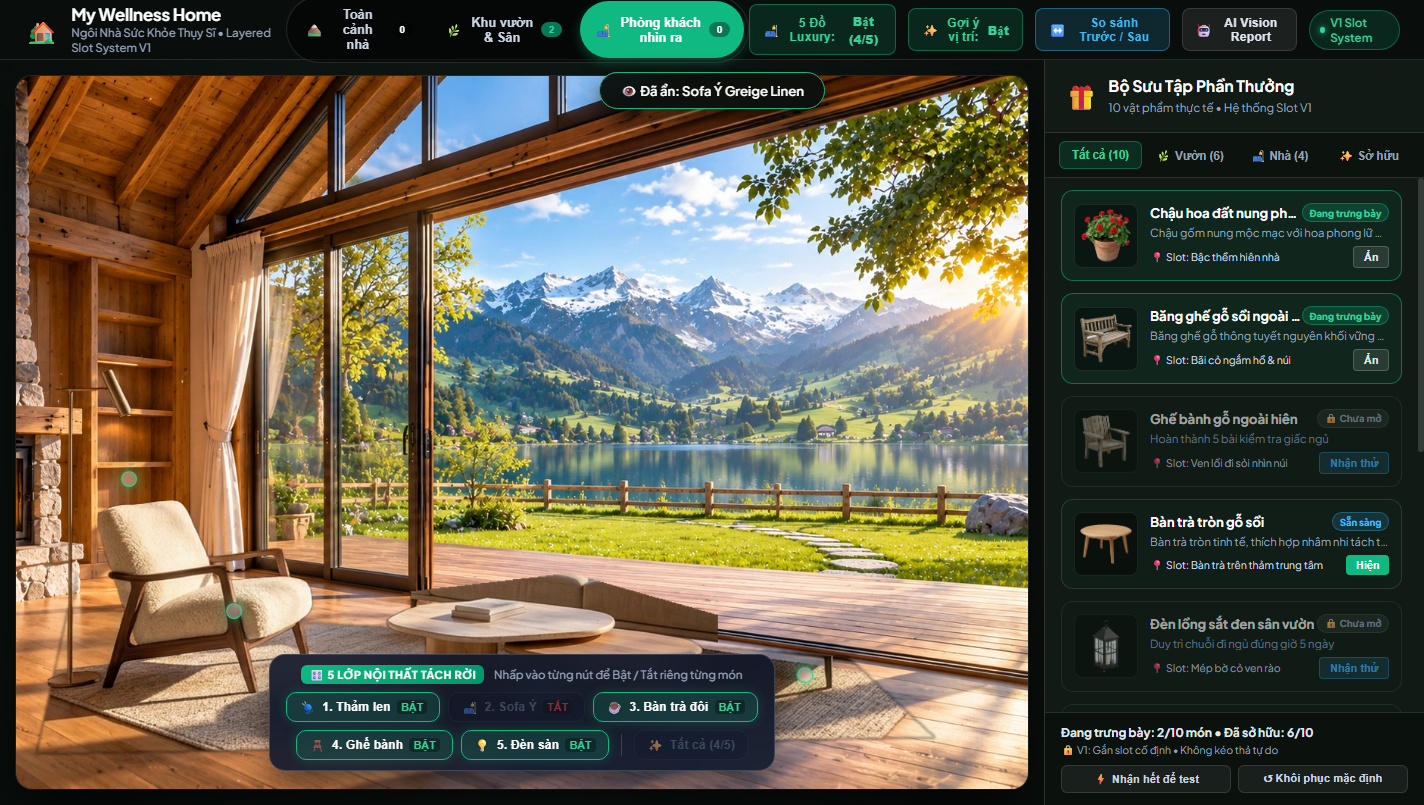 My Wellness Home
Ngôi Nhà Sức Khỏe Thụy Sĩ • Layered
Slot System V1
Toàn
cảnh
nhà
0
Khu vườn
& Sân
2
Phòng khách
nhìn ra
0
5 Đồ
Luxury:
Bật
(4/5)
Gợi ý
vị trí:
Bật
So sánh
Trước / Sau
AI Vision
Report
V1 Slot
System
Đã ẩn: Sofa Ý Greige Linen
5 LỚP NỘI THẤT TÁCH RỜI
Nhấp vào từng nút để Bật / Tắt riêng từng món
1. Thảm len BẬT
2. Sofa Ý TẮT
3. Bàn trà đôi BẬT
4. Ghế bành BẬT
5. Đèn sàn BẬT
Tất cả (4/5)
Bộ Sưu Tập Phần Thưởng
10 vật phẩm thực tế • Hệ thống Slot V1
Tất cả (10)
Vườn (6)
Nhà (4)
Sở hữu
Chậu hoa đất nung ph...
Đang trưng bày
Chậu gốm nung mộc mạc với hoa phong lữ ...
Slot: Bậc thềm hiên nhà
Ẩn
Băng ghế gỗ sồi ngoài ...
Đang trưng bày
Băng ghế gỗ thông tuyết nguyên khối vững ...
Slot: Bãi cỏ ngắm hồ & núi
Ẩn
Ghế bành gỗ ngoài hiên
Chưa mở
Hoàn thành 5 bài kiểm tra giấc ngủ
Slot: Ven lối đi sỏi nhìn núi
Nhận thử
Bàn trà tròn gỗ sồi
Sẵn sàng
Bàn trà tròn tinh tế, thích hợp nhâm nhi tách t...
Slot: Bàn trà trên thảm trung tâm
Hiện
Đèn lồng sắt đen sân vườn
Chưa mở
Duy trì chuỗi đi ngủ đúng giờ 5 ngày
Slot: Mép bờ cỏ ven rào
Nhận thử
Đang trưng bày: 2/10 món • Đã sở hữu: 6/10
V1: Gắn slot cố định • Không kéo thả tự do
Nhận hết để test
↺ Khôi phục mặc định